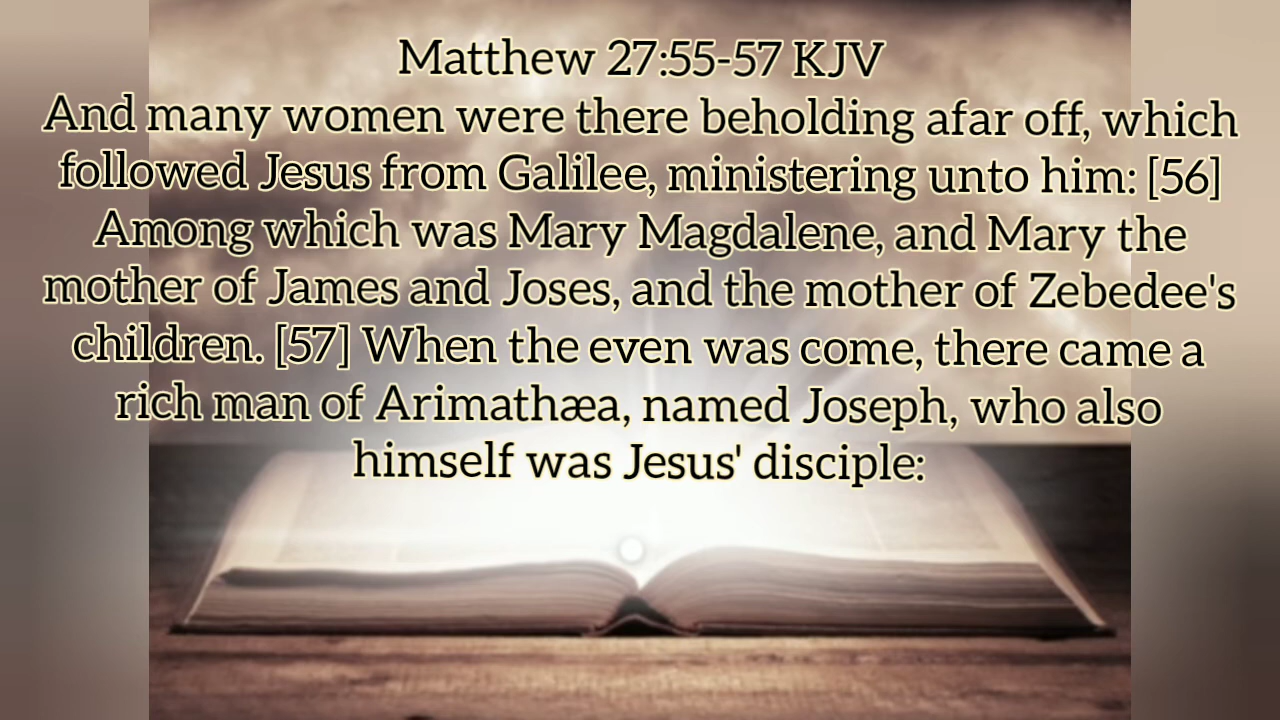 Matthew 27:55-57 KJV
And many women were there beholding afar off, which
followed Jesus from Galilee, ministering unto him: [56]
Among which was Mary Magdalene, and Mary the
mother of James and Joses, and the mother of Zebedee's
children. [57] When the even was come, there came a
rich man of Arimathæa, named Joseph, who also
himself was Jesus' disciple: